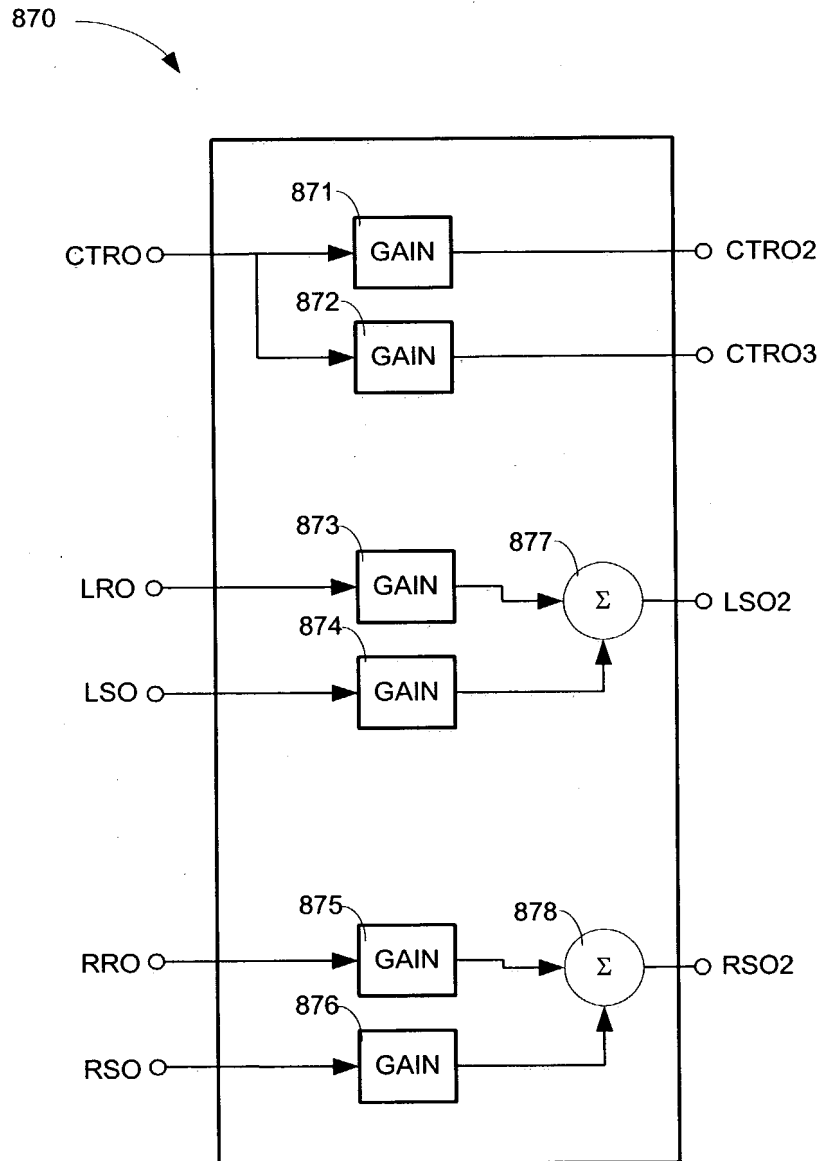 870
871
CTRO
GAIN
CTRO2
872
GAIN
CTRO3
873
877
LRO
GAIN
Σ
LSO2
874
LSO
GAIN
875
878
RRO
GAIN
Σ
RSO2
876
RSO
GAIN